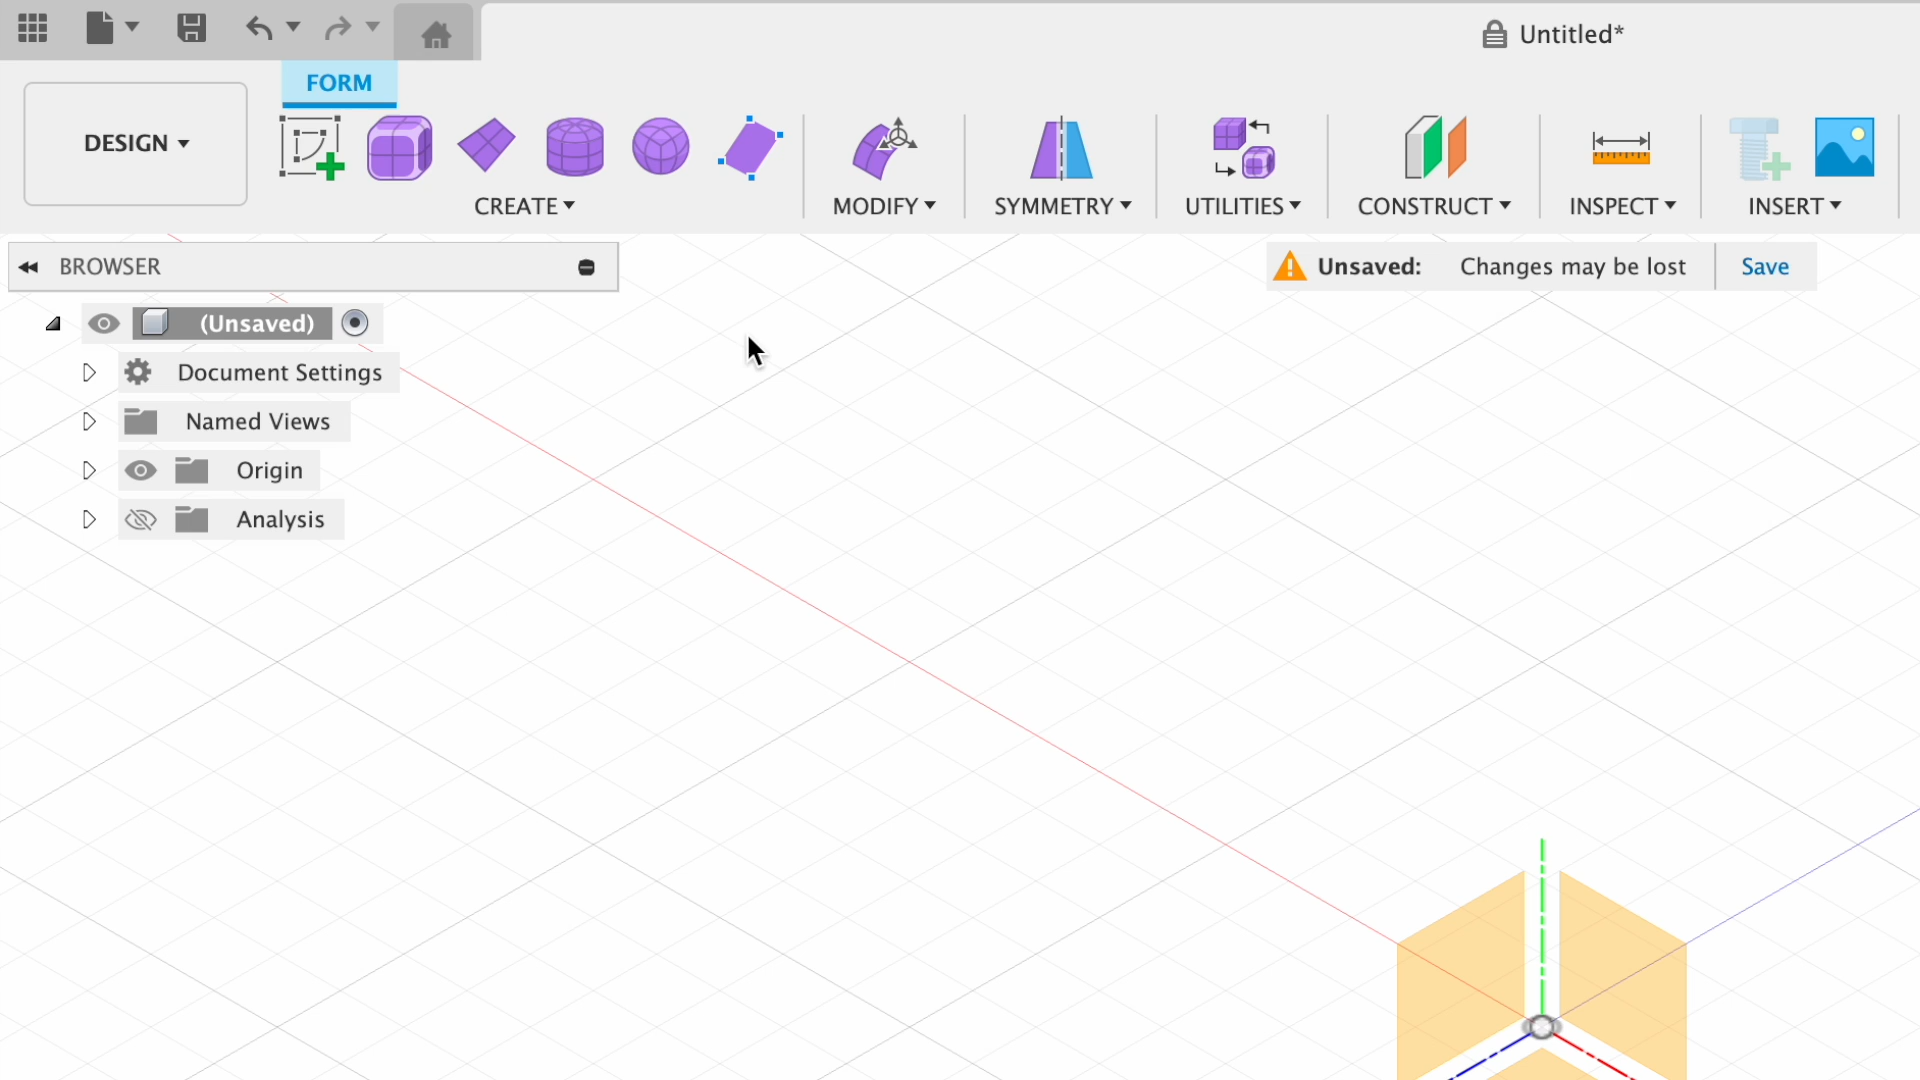 Untitled*
FORM
DESIGN
CREATE
MODIFY
SYMMETRY
UTILITIES
CONSTRUCT
INSPECT
INSERT
BROWSER
Unsaved: Changes may be lost Save
(Unsaved)
Document Settings
Named Views
Origin
Analysis